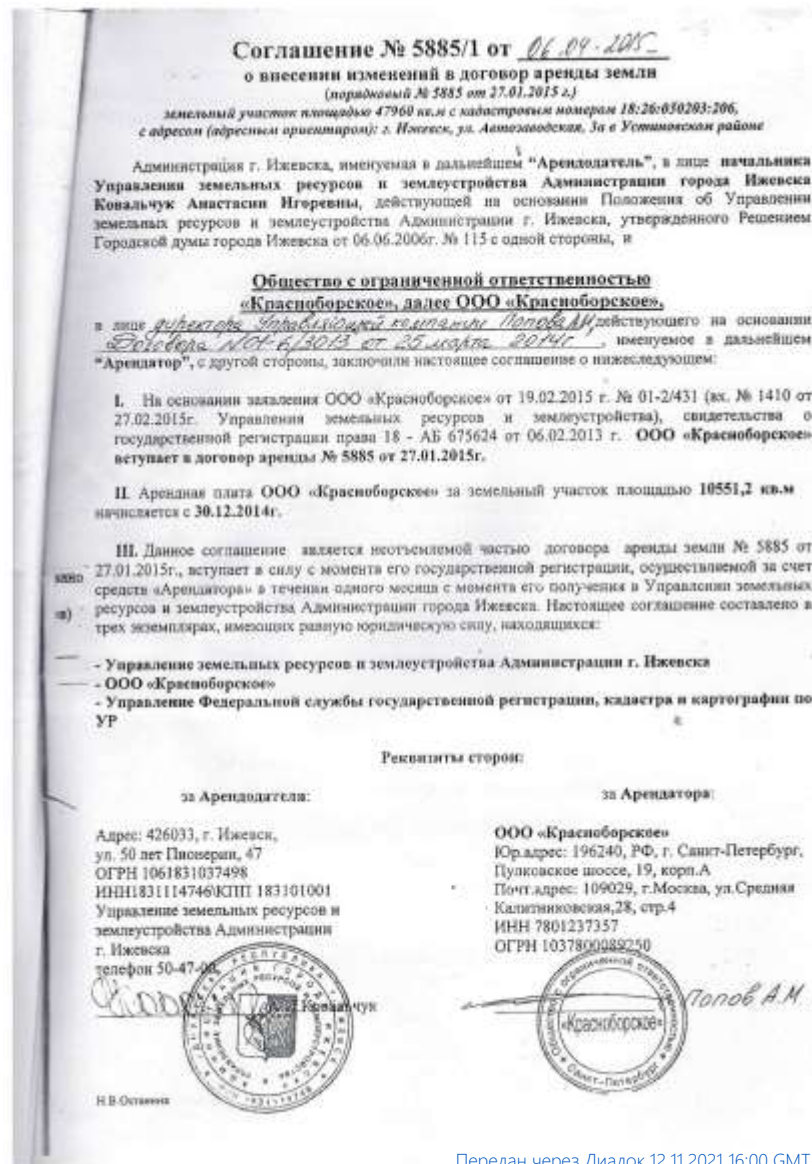 Соглашение № 5885/1 от 06.04.2015
о внесении изменений в договор аренды земли
(порядковый № 5885 от 27.01.2015 г.)
земельный участок площадью 47960 кв.м с кадастровым номером 18:26:050203:206,
с адресом (адресным ориентиром): г. Ижевск, ул. Автозаводская, 3а в Устиновском районе
Администрация г. Ижевска, именуемая в дальнейшем “Арендодатель”, в лице начальника
Управления земельных ресурсов и землеустройства Администрации города Ижевска
Ковальчук Анастасии Игоревны, действующей на основании Положения об Управлении
земельных ресурсов и землеустройства Администрации г. Ижевска, утвержденного Решением
Городской думы города Ижевска от 06.06.2006г. № 115 с одной стороны, и
Общество с ограниченной ответственностью
«Красноборское», далее ООО «Красноборское»,
в лице директора Управляющей компании Попова АМ действующего на основании
Договора №01-6/3013 от 25 марта 2014г , именуемое в дальнейшем
“Арендатор”, с другой стороны, заключили настоящее соглашение о нижеследующем:
I. На основании заявления ООО «Красноборское» от 19.02.2015 г. № 01-2/431 (вх. № 1410 от
27.02.2015г. Управления земельных ресурсов и землеустройства), свидетельства о
государственной регистрации права 18 - АБ 675624 от 06.02.2013 г. ООО «Красноборское»
вступает в договор аренды № 5885 от 27.01.2015г.
II. Арендная плата ООО «Красноборское» за земельный участок площадью 10551,2 кв.м
начисляется с 30.12.2014г.
III. Данное соглашение является неотъемлемой частью договора аренды земли № 5885 от
27.01.2015г., вступает в силу с момента его государственной регистрации, осуществляемой за счет
средств «Арендатора» в течении одного месяца с момента его получения в Управлении земельных
ресурсов и землеустройства Администрации города Ижевска. Настоящее соглашение составлено в
трех экземплярах, имеющих равную юридическую силу, находящихся:
- Управление земельных ресурсов и землеустройства Администрации г. Ижевска
- ООО «Красноборское»
- Управление Федеральной службы государственной регистрации, кадастра и картографии по
УР
Реквизиты сторон:
за Арендодателя:
Адрес: 426033, г. Ижевск,
ул. 50 лет Пионерии, 47
ОГРН 1061831037498
ИНН1831114746\КПП 183101001
Управление земельных ресурсов и
землеустройства Администрации
г. Ижевска
телефон 50-47-00,
Ковальчук
Н.В.Останина
за Арендатора:
ООО «Красноборское»
Юр.адрес: 196240, РФ, г. Санкт-Петербург,
Пулковское шоссе, 19, корп.А
Почт.адрес: 109029, г.Москва, ул.Средняя
Калитниковская,28, стр.4
ИНН 7801237357
ОГРН 1037800089250
Попов А.М
«Красноборское»
Санкт-Петербург
Передан через Диадок 12.11.2021 16:00 GMT